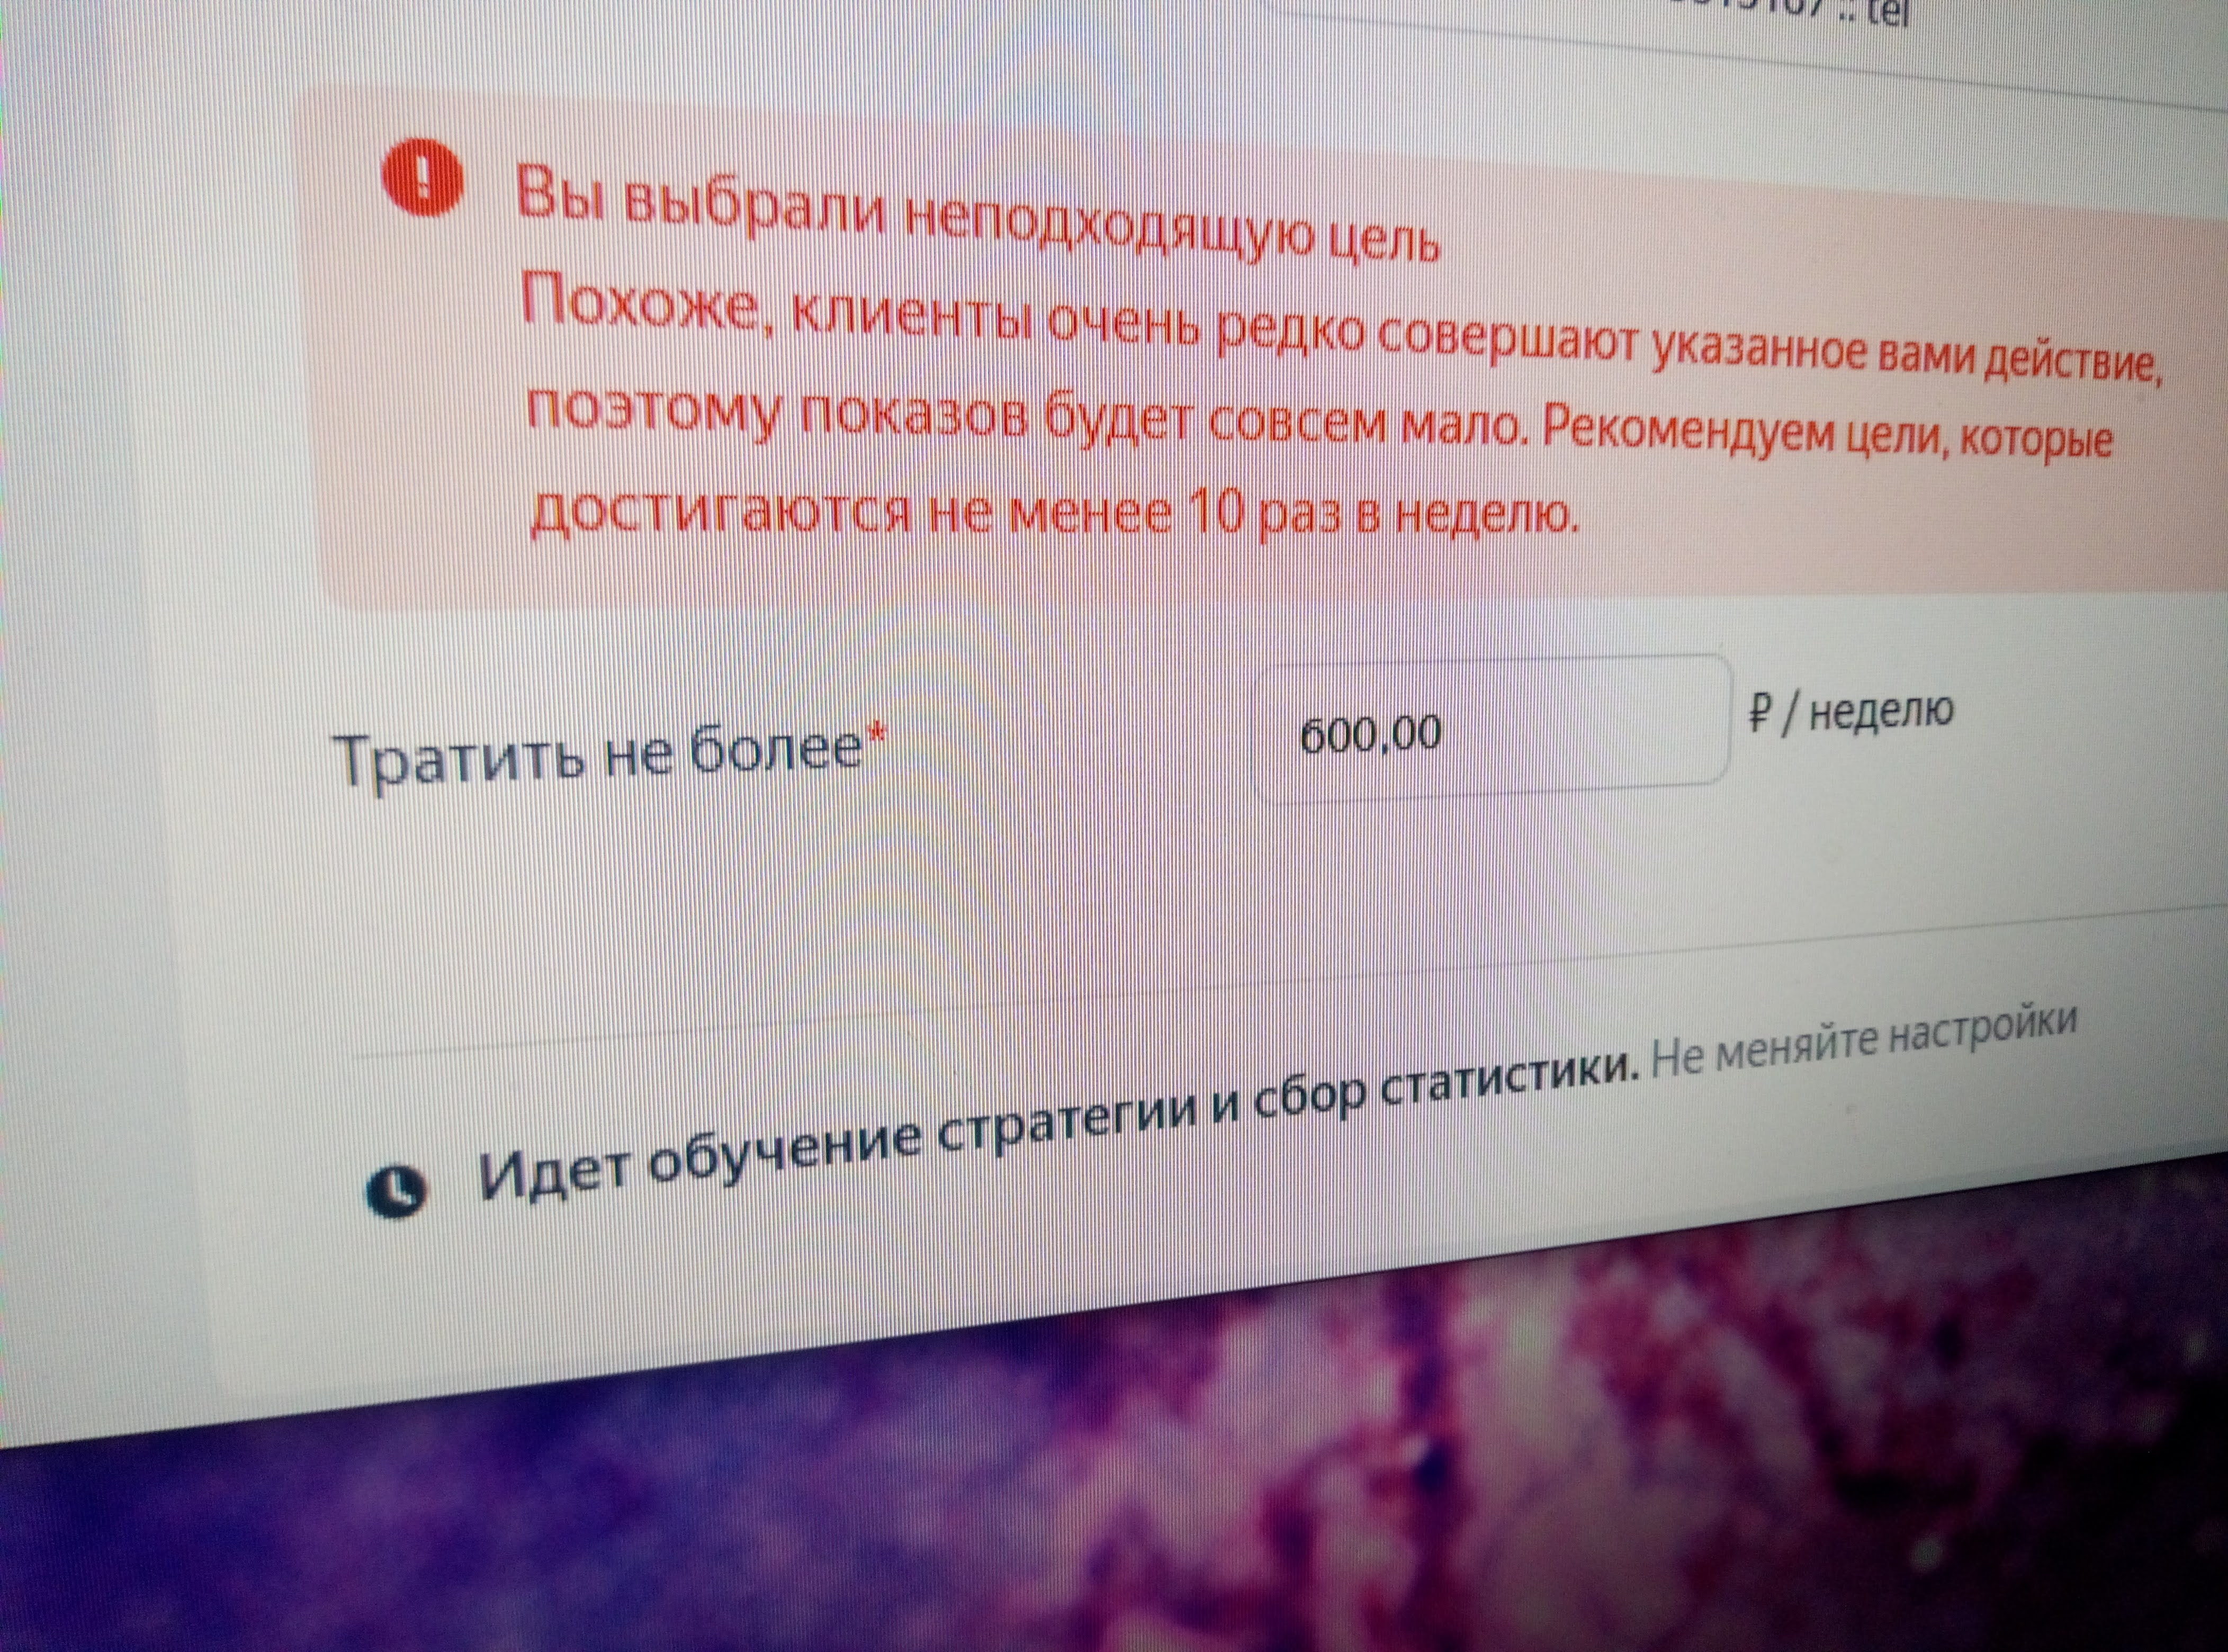 :: tel
Вы выбрали неподходящую цель
Похоже, клиенты очень редко совершают указанное вами действие,
поэтому показов будет совсем мало. Рекомендуем цели, которые
достигаются не менее 10 раз в неделю.
Тратить не более* 600,00 ₽ / неделю
Идет обучение стратегии и сбор статистики. Не меняйте настройки